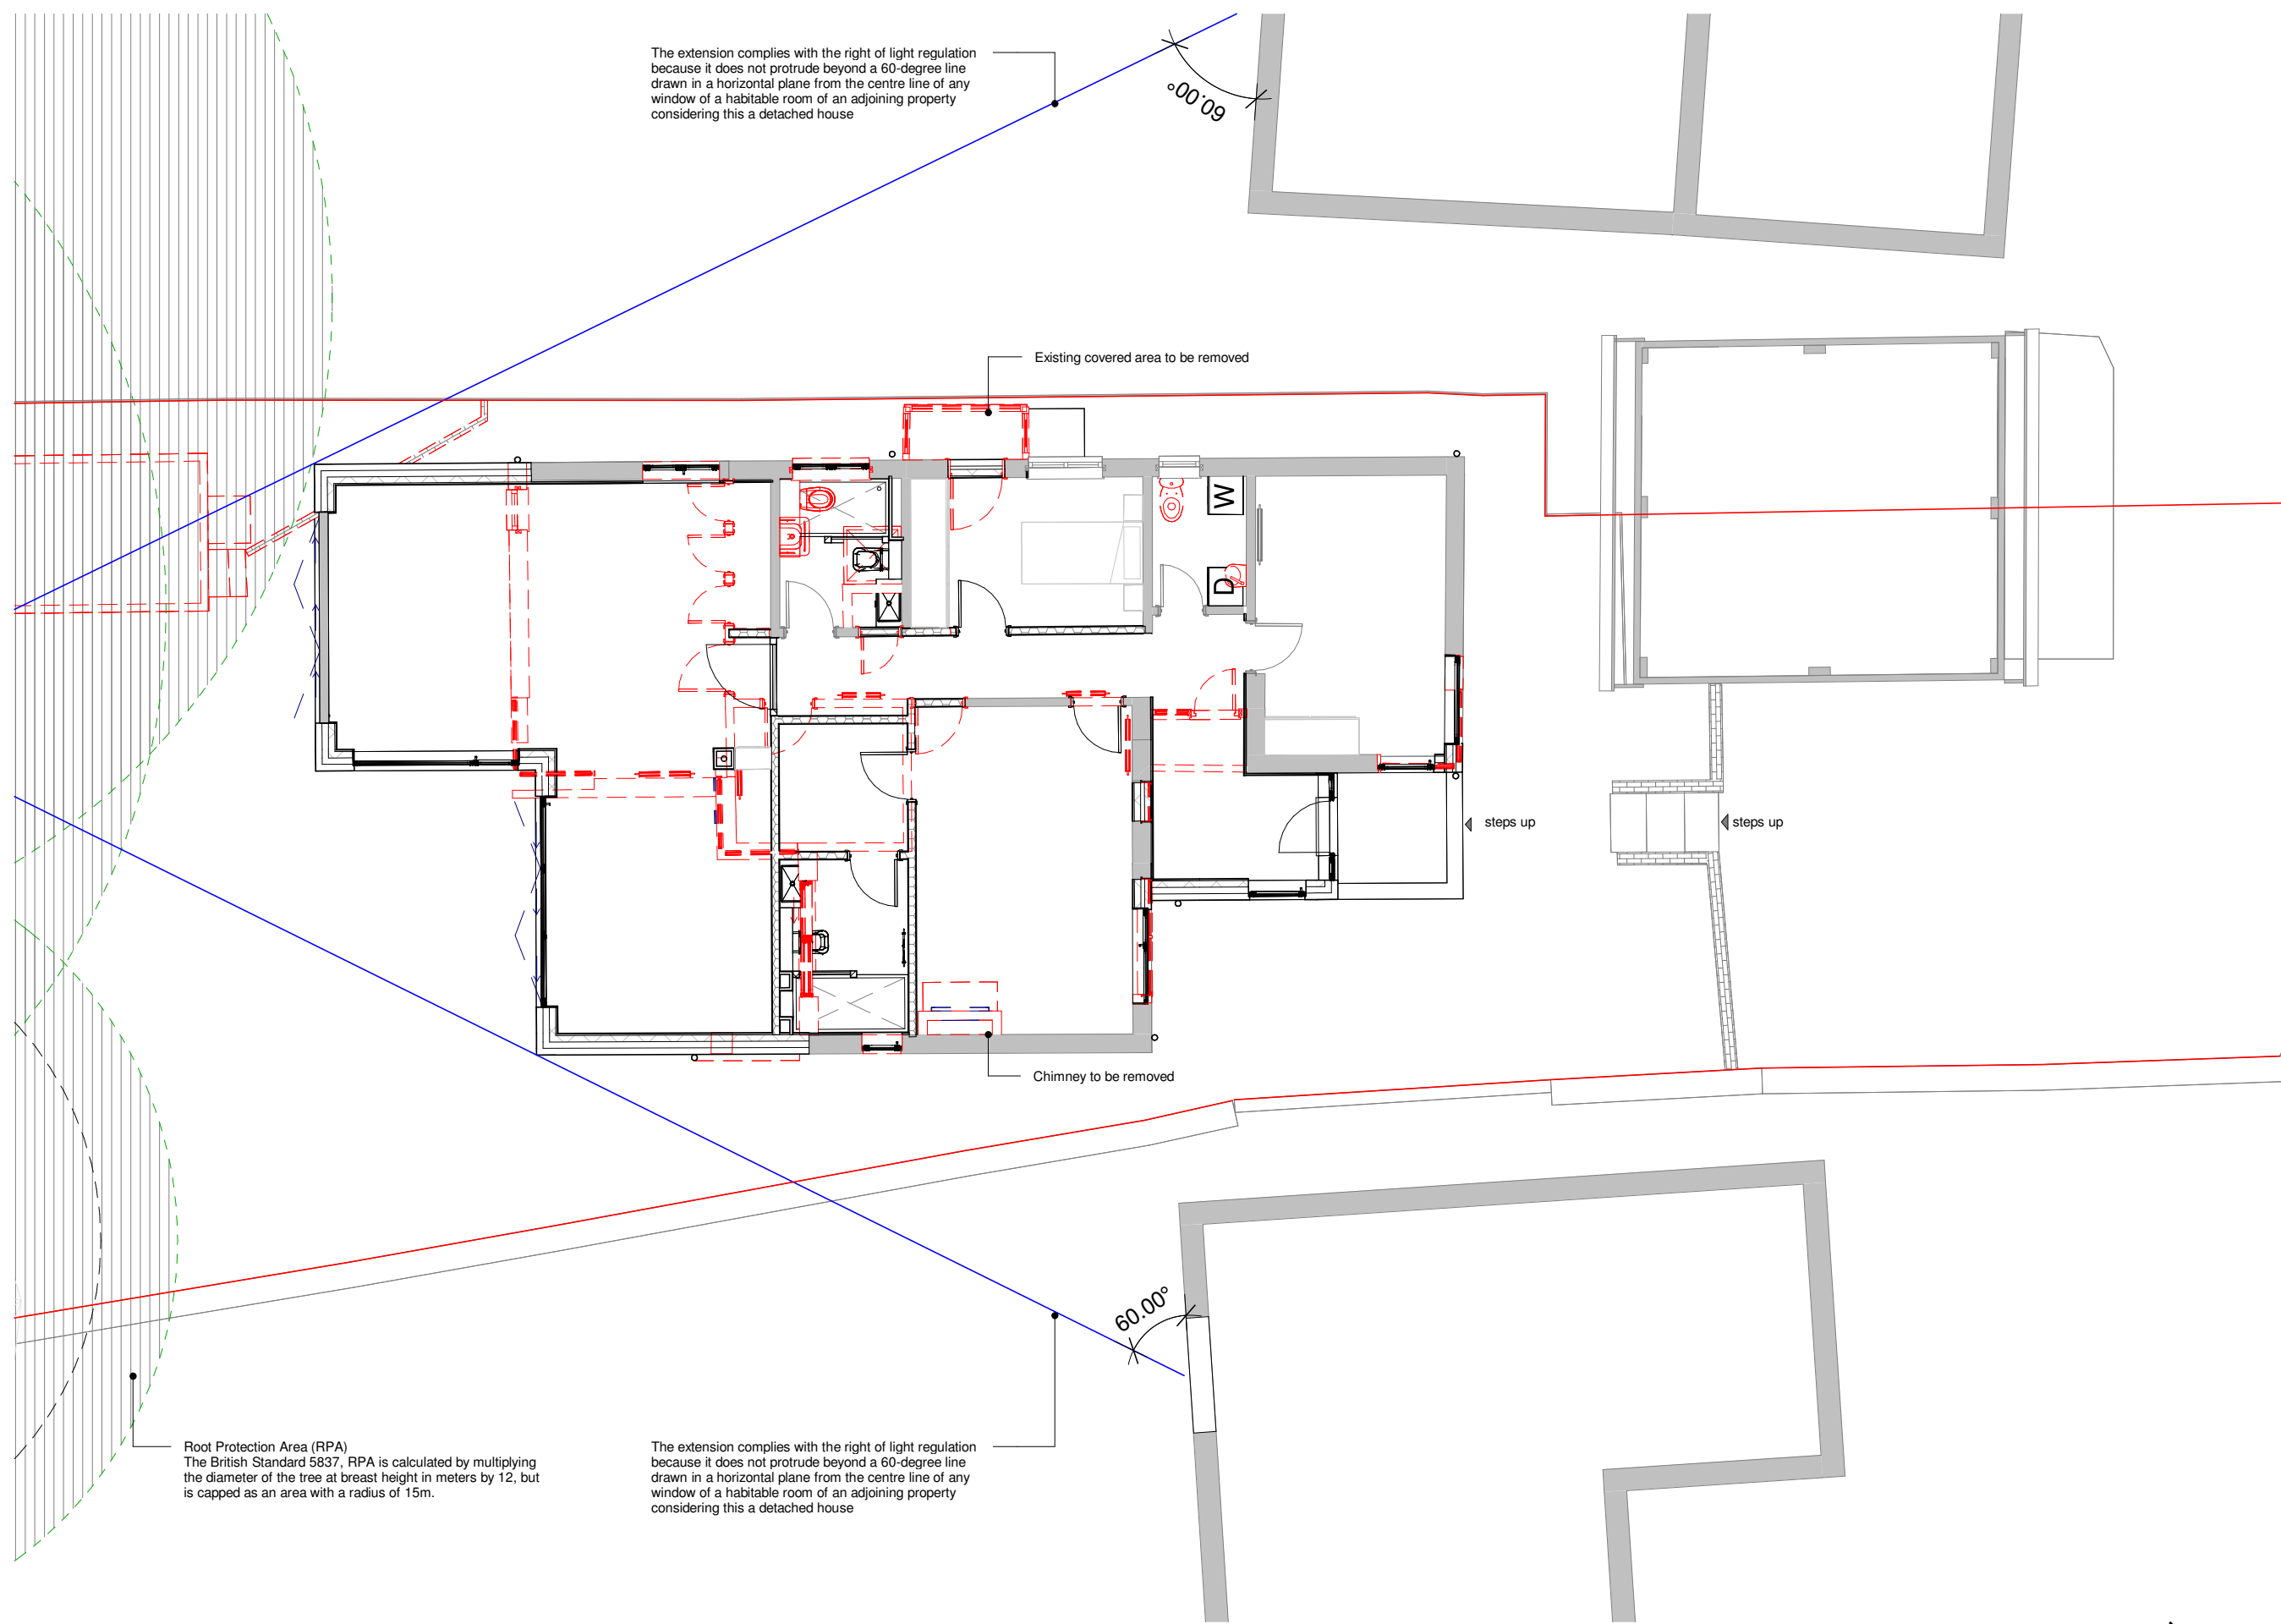 The extension complies with the right of light regulation
because it does not protrude beyond a 60-degree line
drawn in a horizontal plane from the centre line of any
window of a habitable room of an adjoining property
considering this a detached house
60.00°
Existing covered area to be removed
W
D
steps up
steps up
Chimney to be removed
60.00°
Root Protection Area (RPA)
The British Standard 5837, RPA is calculated by multiplying
the diameter of the tree at breast height in meters by 12, but
is capped as an area with a radius of 15m.
The extension complies with the right of light regulation
because it does not protrude beyond a 60-degree line
drawn in a horizontal plane from the centre line of any
window of a habitable room of an adjoining property
considering this a detached house